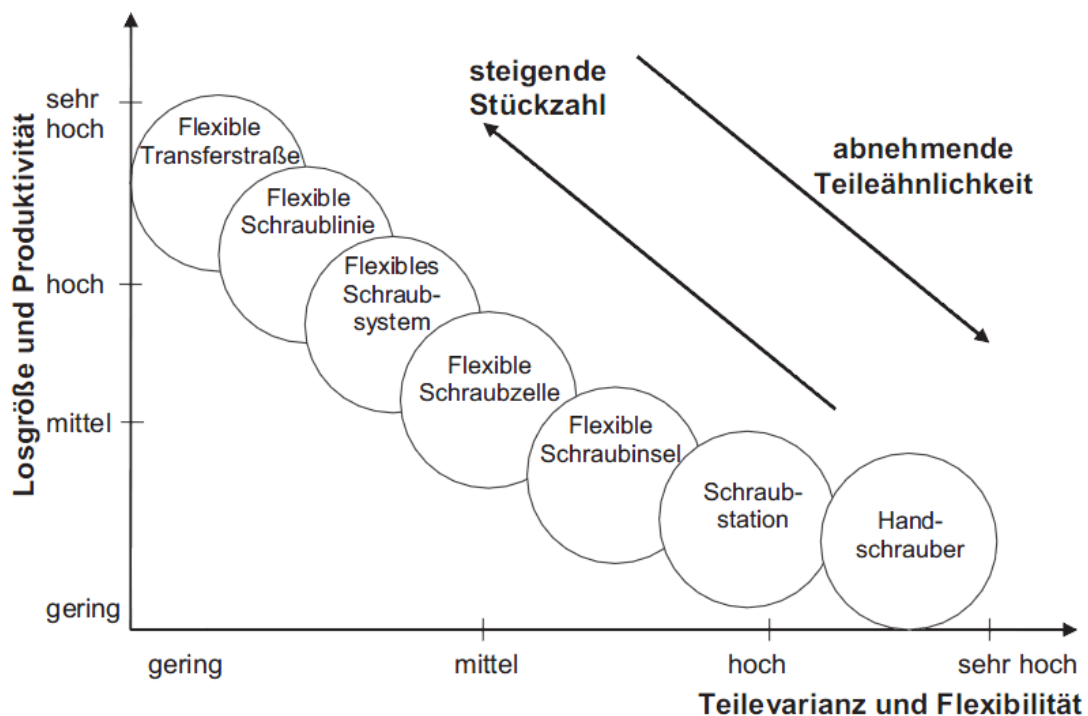 Losgröße und Produktivität
sehr
hoch
hoch
mittel
gering
Flexible
Transferstraße
Flexible
Schraublinie
Flexibles
Schraub-
system
Flexible
Schraubzelle
Flexible
Schraubinsel
Schraub-
station
Hand-
schrauber
steigende
Stückzahl
abnehmende
Teileähnlichkeit
gering
mittel
hoch
sehr hoch
Teilevarianz und Flexibilität